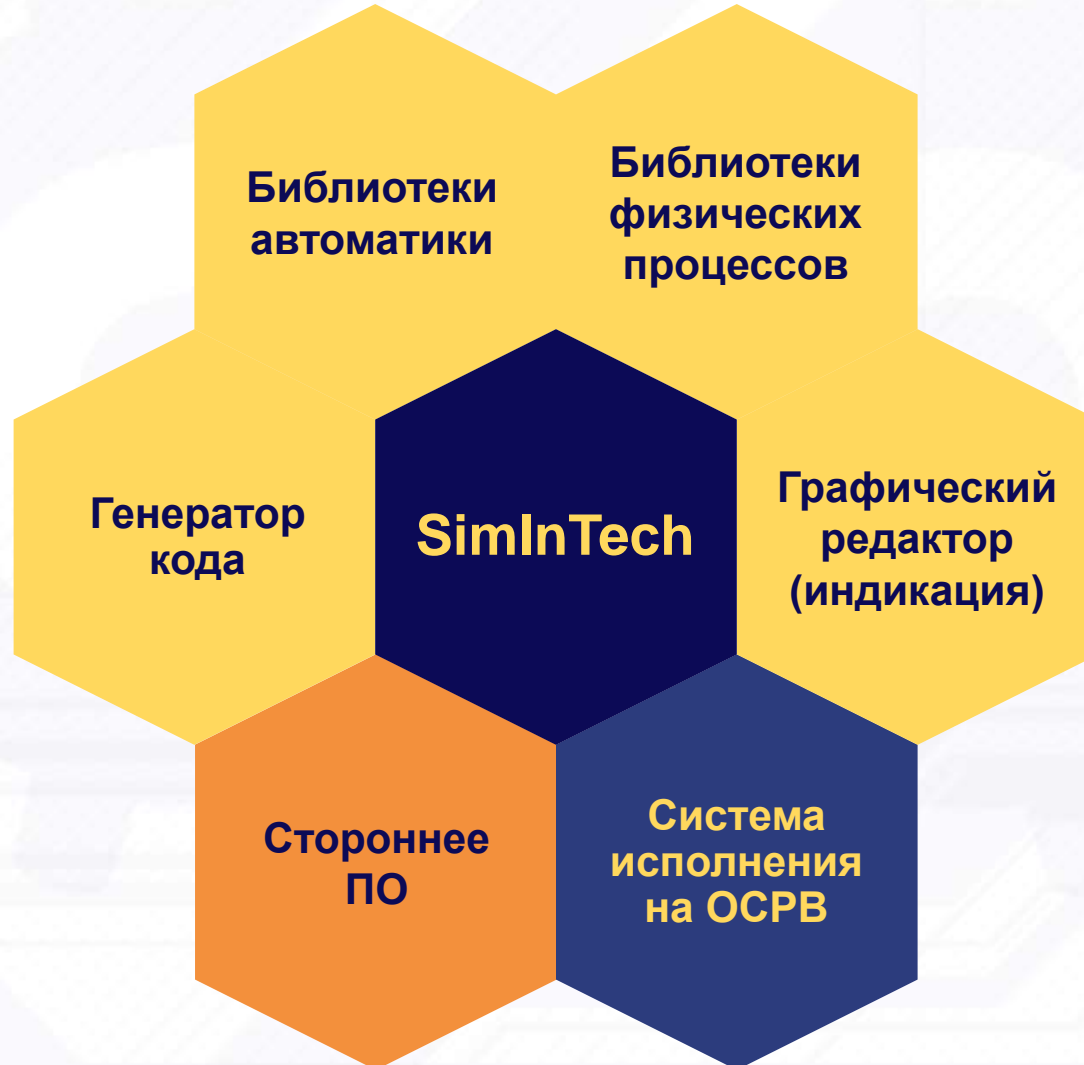 Библиотеки
автоматики
Библиотеки
физических
процессов
Генератор
кода
SimInTech
Графический
редактор
(индикация)
Стороннее
ПО
Система
исполнения
на ОСРВ